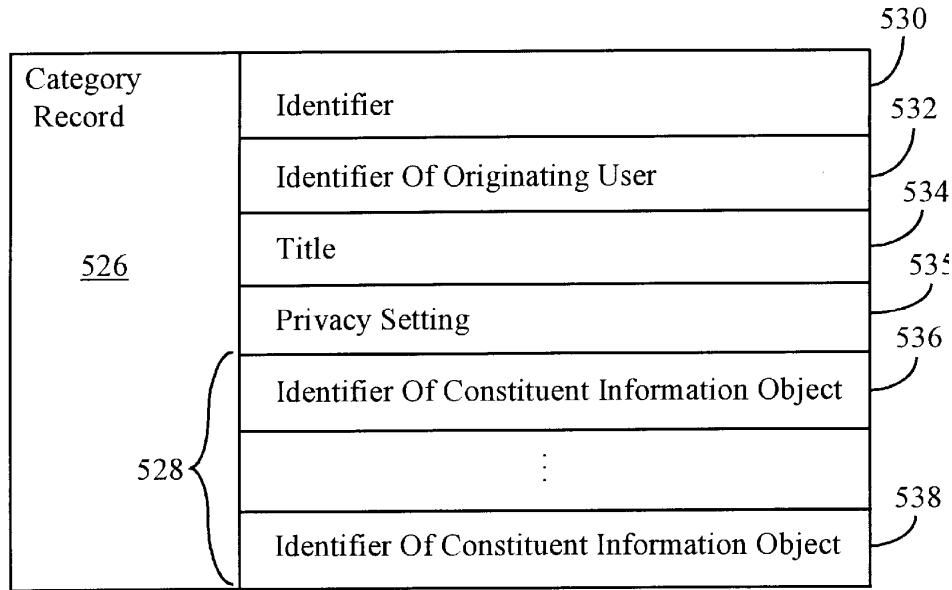 530
Category
Record
Identifier
532
Identifier Of Originating User
534
Title
526
535
Privacy Setting
536
Identifier Of Constituent Information Object
528
⋮
538
Identifier Of Constituent Information Object